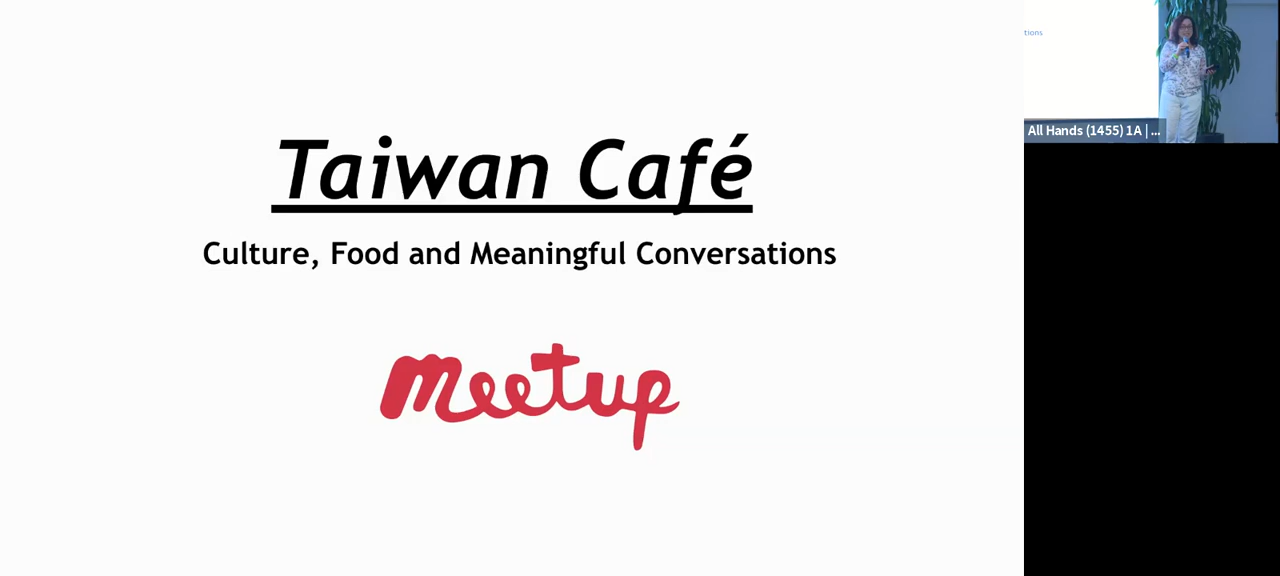 Taiwan Café
Culture, Food and Meaningful Conversations
meetup
tions
All Hands (1455) 1A | ...